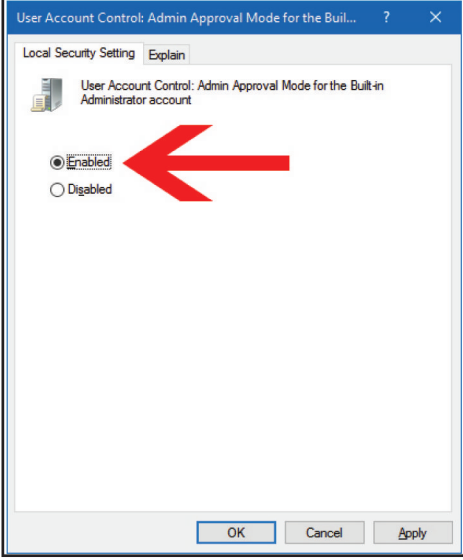 User Account Control: Admin Approval Mode for the Buil... ? ×
Local Security Setting Explain
User Account Control: Admin Approval Mode for the Built-in
Administrator account
Enabled
Disabled
OK Cancel Apply